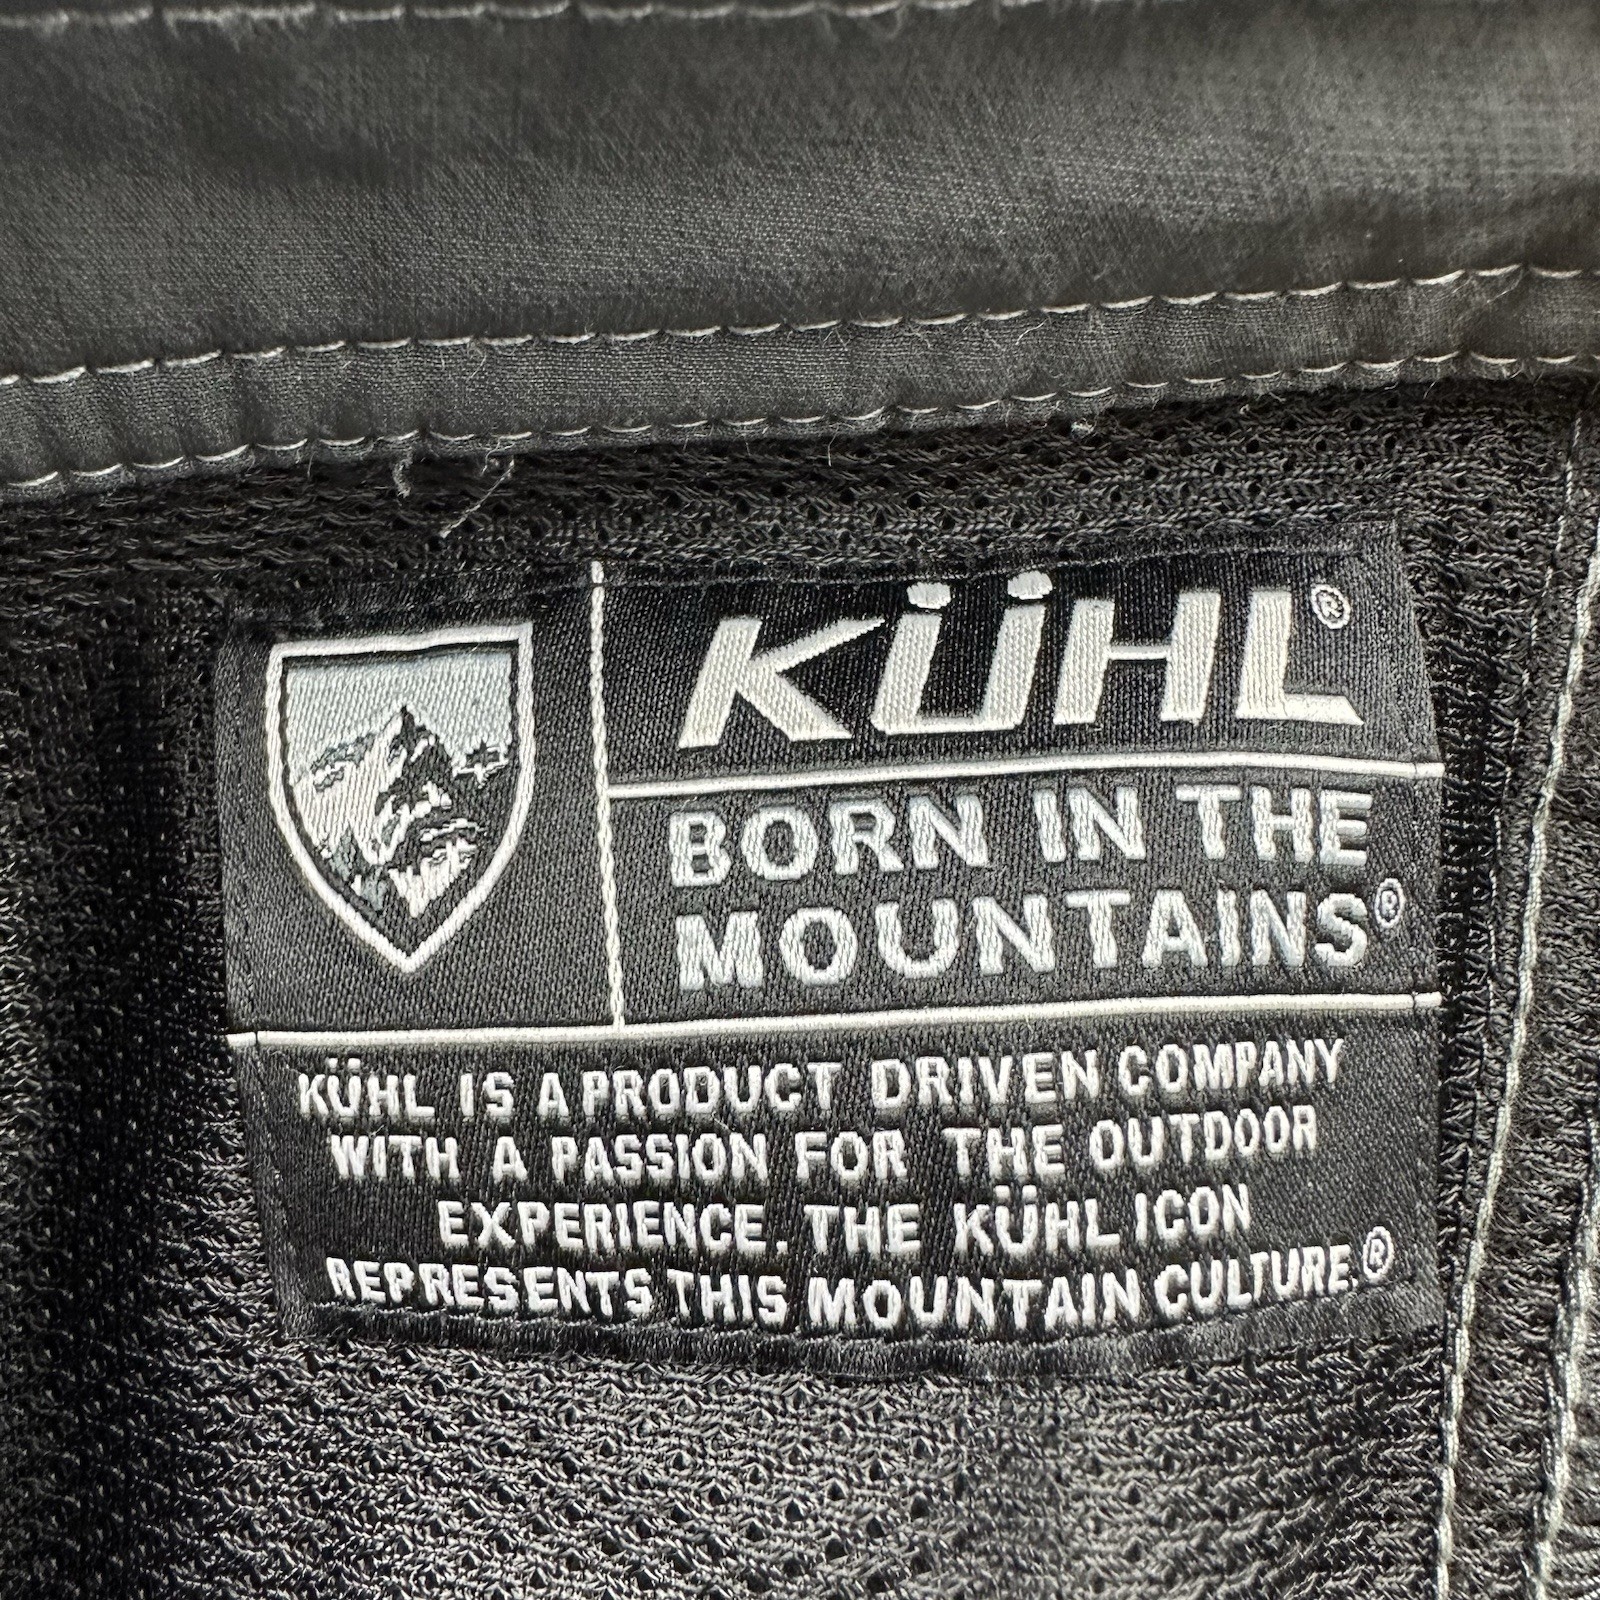 KÜHL®
BORN IN THE
MOUNTAINS®
KÜHL IS A PRODUCT DRIVEN COMPANY
WITH A PASSION FOR THE OUTDOOR
EXPERIENCE. THE KÜHL ICON
REPRESENTS THIS MOUNTAIN CULTURE.®